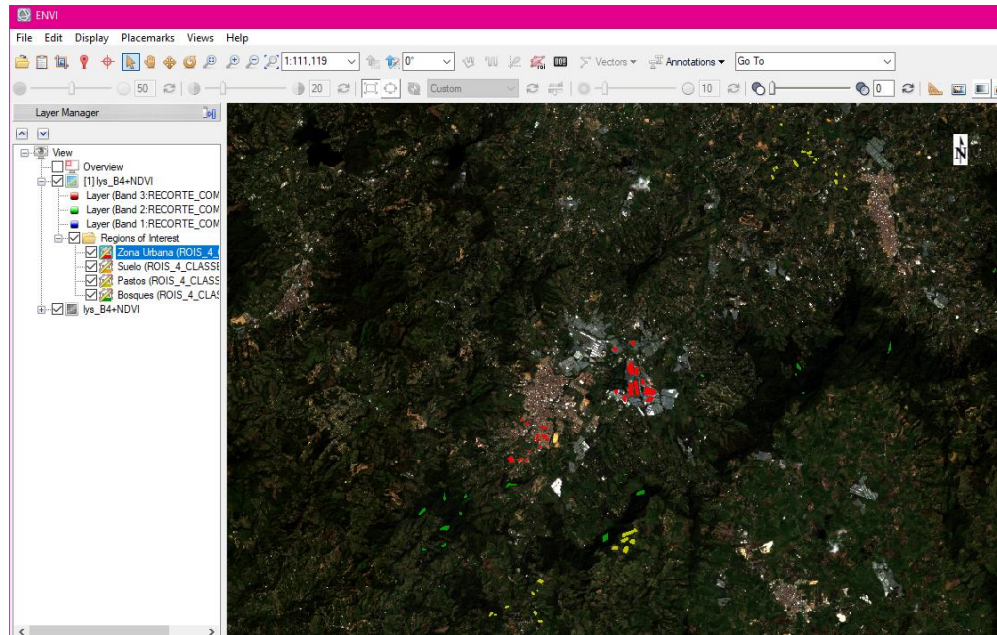 ENVI
File Edit Display Placemarks Views Help
1:111,119 0° roi Vectors Annotations Go To
50 20 Custom 10 0
Layer Manager
View
Overview
[1] lys_B4+NDVI
Layer (Band 3:RECORTE_COM
Layer (Band 2:RECORTE_COM
Layer (Band 1:RECORTE_COM
Regions of Interest
Zona Urbana (ROIS_4_
Suelo (ROIS_4_CLASSE
Pastos (ROIS_4_CLASS
Bosques (ROIS_4_CLAS
lys_B4+NDVI
N